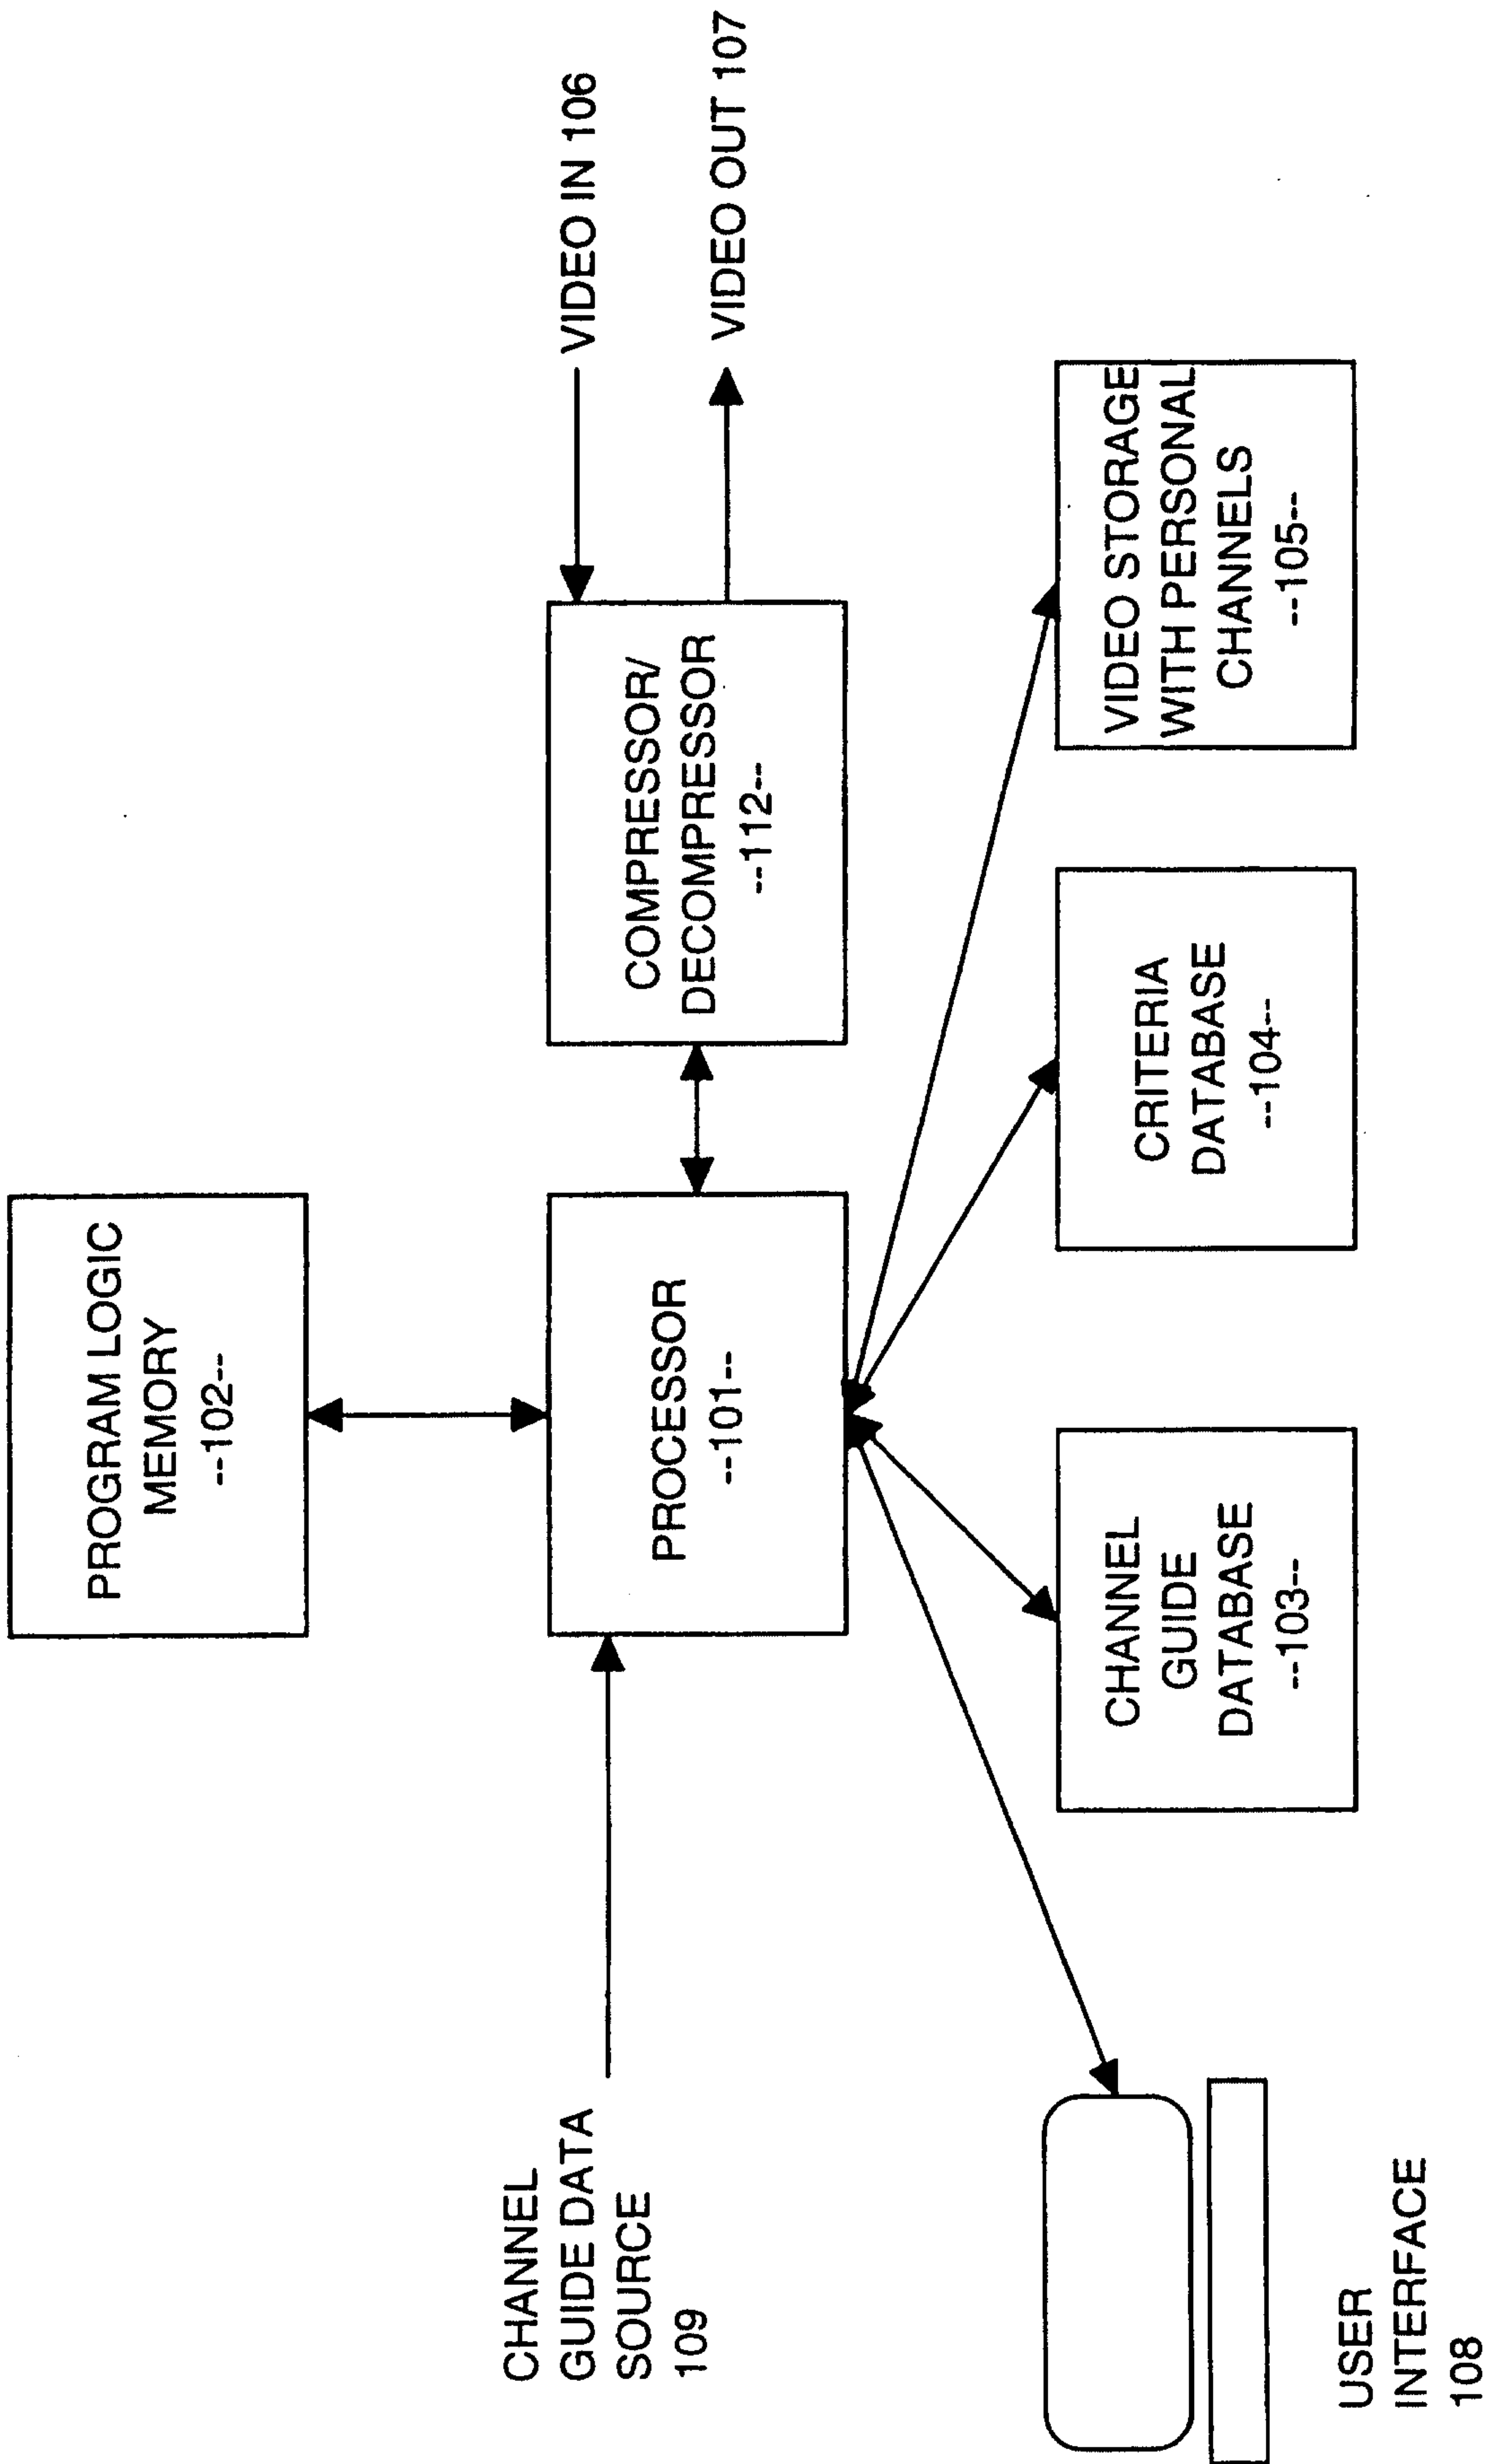 PROGRAM LOGIC
MEMORY
--102--
CHANNEL
GUIDE DATA
SOURCE
109
PROCESSOR
--101--
COMPRESSOR/
DECOMPRESSOR
--112--
VIDEO IN 106
VIDEO OUT 107
USER
INTERFACE
108
CHANNEL
GUIDE
DATABASE
--103--
CRITERIA
DATABASE
--104--
VIDEO STORAGE
WITH PERSONAL
CHANNELS
--105--